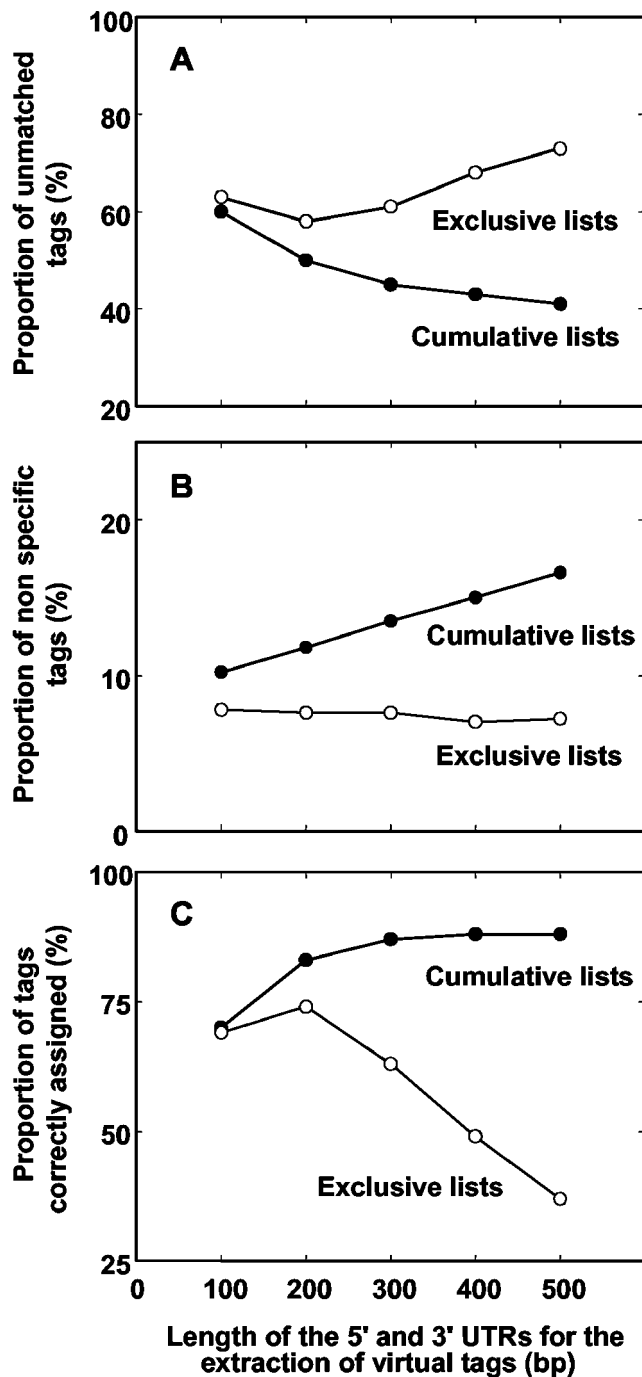 100
80
60
40
20
Proportion of unmatched
tags (%)
A
Exclusive lists
Cumulative lists
20
10
0
Proportion of non specific
tags (%)
B
Cumulative lists
Exclusive lists
100
75
50
25
Proportion of tags
correctly assigned (%)
C
Cumulative lists
Exclusive lists
0 100 200 300 400 500
Length of the 5' and 3' UTRs for the
extraction of virtual tags (bp)